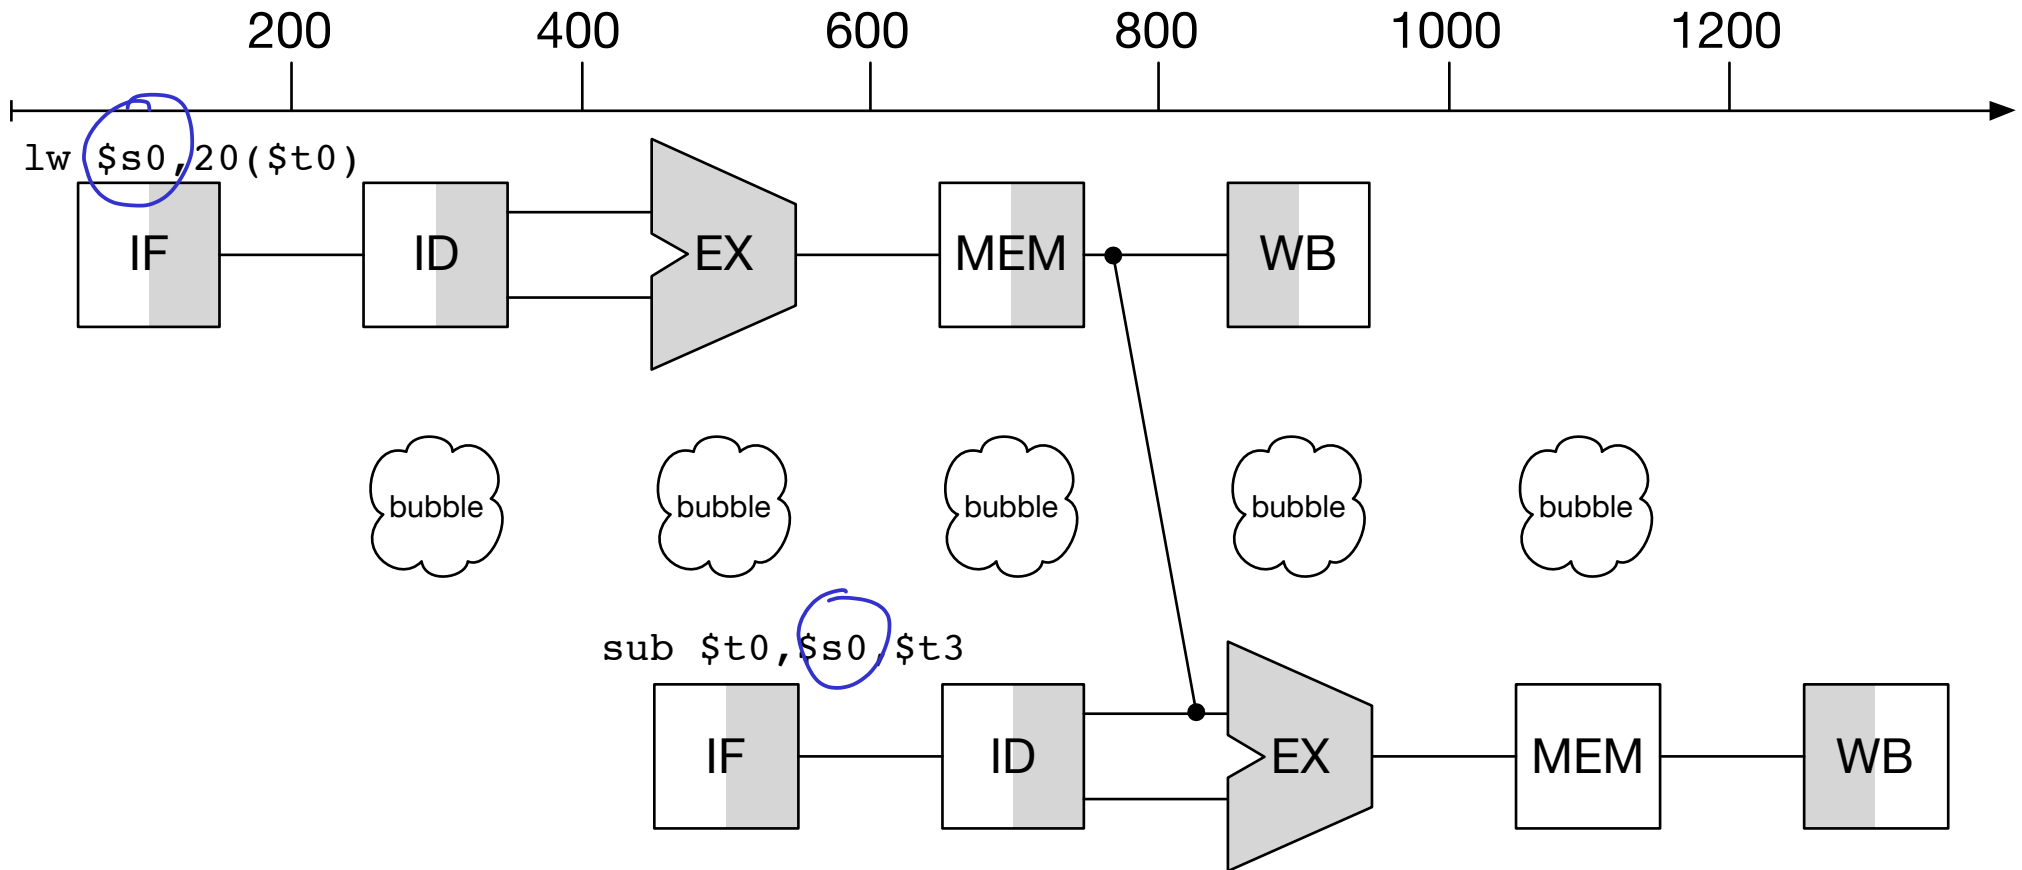 200 400 600 800 1000 1200
lw $s0,20($t0)
IF ID EX MEM WB
bubble bubble bubble bubble bubble
sub $t0,$s0,$t3
IF ID EX MEM WB